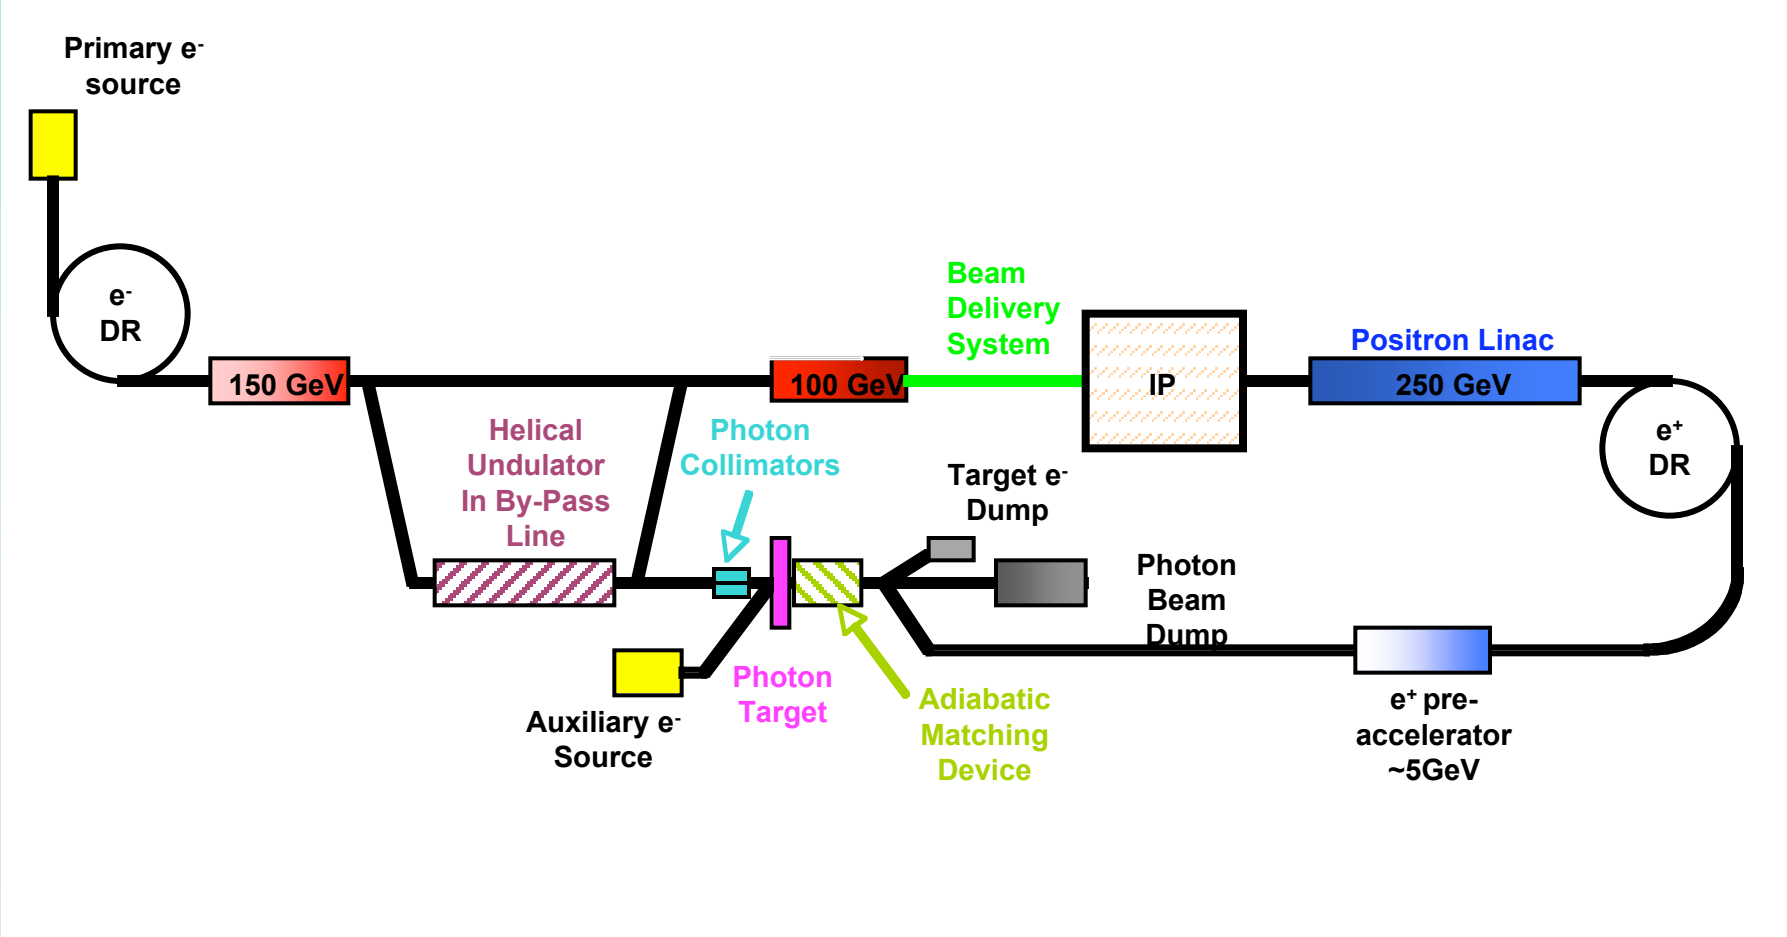 Primary e-
source
e-
DR
150 GeV
Helical
Undulator
In By-Pass
Line
Photon
Collimators
100 GeV
Beam
Delivery
System
IP
Positron Linac
250 GeV
e+
DR
Target e-
Dump
Photon
Beam
Dump
Auxiliary e-
Source
Photon
Target
Adiabatic
Matching
Device
e+ pre-
accelerator
~5GeV